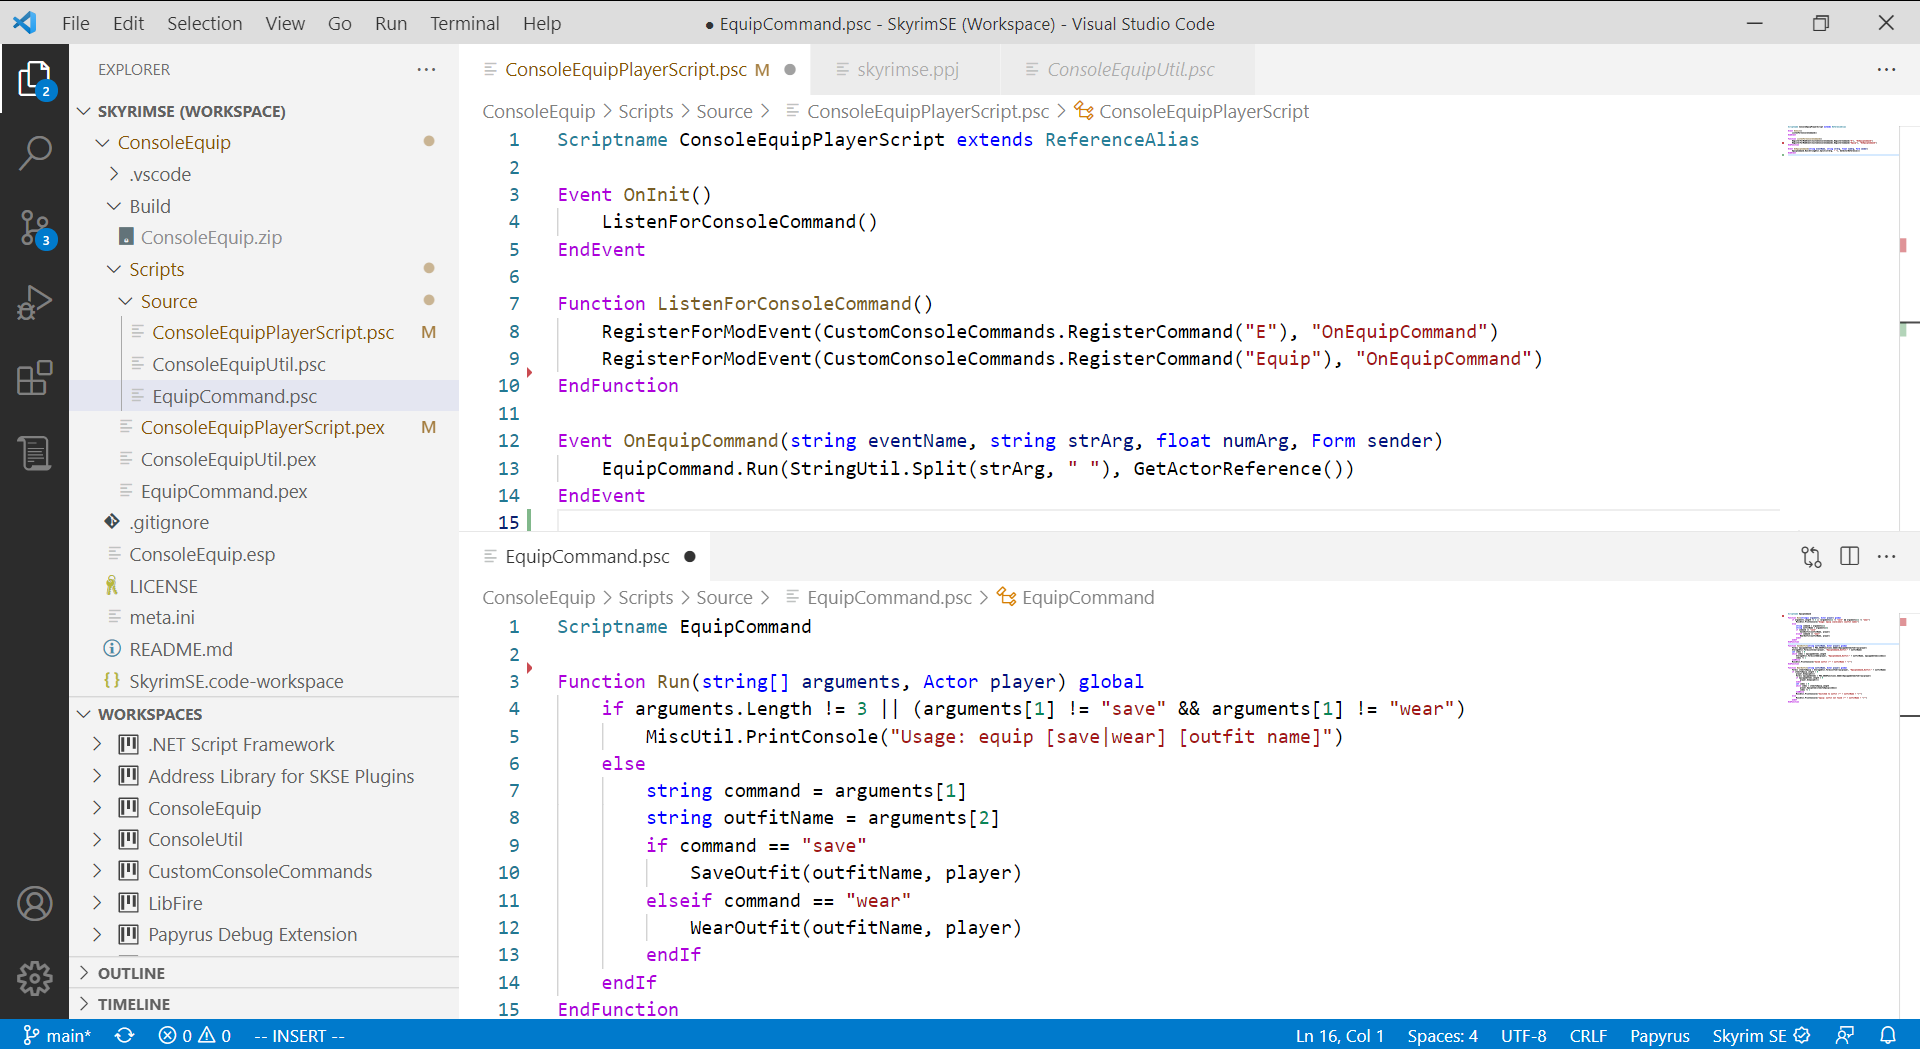 File Edit Selection View Go Run Terminal Help
● EquipCommand.psc - SkyrimSE (Workspace) - Visual Studio Code
EXPLORER
SKYRIMSE (WORKSPACE)
ConsoleEquip
.vscode
Build
ConsoleEquip.zip
Scripts
Source
ConsoleEquipPlayerScript.psc M
ConsoleEquipUtil.psc
EquipCommand.psc
ConsoleEquipPlayerScript.pex M
ConsoleEquipUtil.pex
EquipCommand.pex
.gitignore
ConsoleEquip.esp
LICENSE
meta.ini
README.md
SkyrimSE.code-workspace
WORKSPACES
.NET Script Framework
Address Library for SKSE Plugins
ConsoleEquip
ConsoleUtil
CustomConsoleCommands
LibFire
Papyrus Debug Extension
OUTLINE
TIMELINE
2
3
ConsoleEquipPlayerScript.psc M ● skyrimse.ppj ConsoleEquipUtil.psc
ConsoleEquip > Scripts > Source > ConsoleEquipPlayerScript.psc > ConsoleEquipPlayerScript
1 Scriptname ConsoleEquipPlayerScript extends ReferenceAlias
2
3 Event OnInit()
4 ListenForConsoleCommand()
5 EndEvent
6
7 Function ListenForConsoleCommand()
8 RegisterForModEvent(CustomConsoleCommands.RegisterCommand("E"), "OnEquipCommand")
9 RegisterForModEvent(CustomConsoleCommands.RegisterCommand("Equip"), "OnEquipCommand")
10 EndFunction
11
12 Event OnEquipCommand(string eventName, string strArg, float numArg, Form sender)
13 EquipCommand.Run(StringUtil.Split(strArg, " "), GetActorReference())
14 EndEvent
15
EquipCommand.psc ●
ConsoleEquip > Scripts > Source > EquipCommand.psc > EquipCommand
1 Scriptname EquipCommand
2
3 Function Run(string[] arguments, Actor player) global
4 if arguments.Length != 3 || (arguments[1] != "save" && arguments[1] != "wear")
5 MiscUtil.PrintConsole("Usage: equip [save|wear] [outfit name]")
6 else
7 string command = arguments[1]
8 string outfitName = arguments[2]
9 if command == "save"
10 SaveOutfit(outfitName, player)
11 elseif command == "wear"
12 WearOutfit(outfitName, player)
13 endIf
14 endIf
15 EndFunction
main* 0 0 -- INSERT -- Ln 16, Col 1 Spaces: 4 UTF-8 CRLF Papyrus Skyrim SE